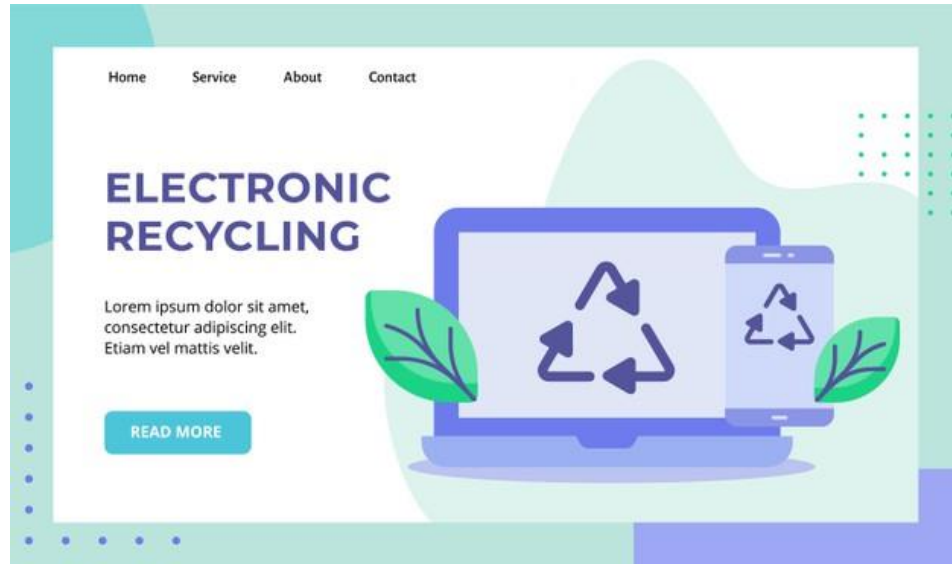 Home Service About Contact
ELECTRONIC
RECYCLING
Lorem ipsum dolor sit amet,
consectetur adipiscing elit.
Etiam vel mattis velit.
READ MORE